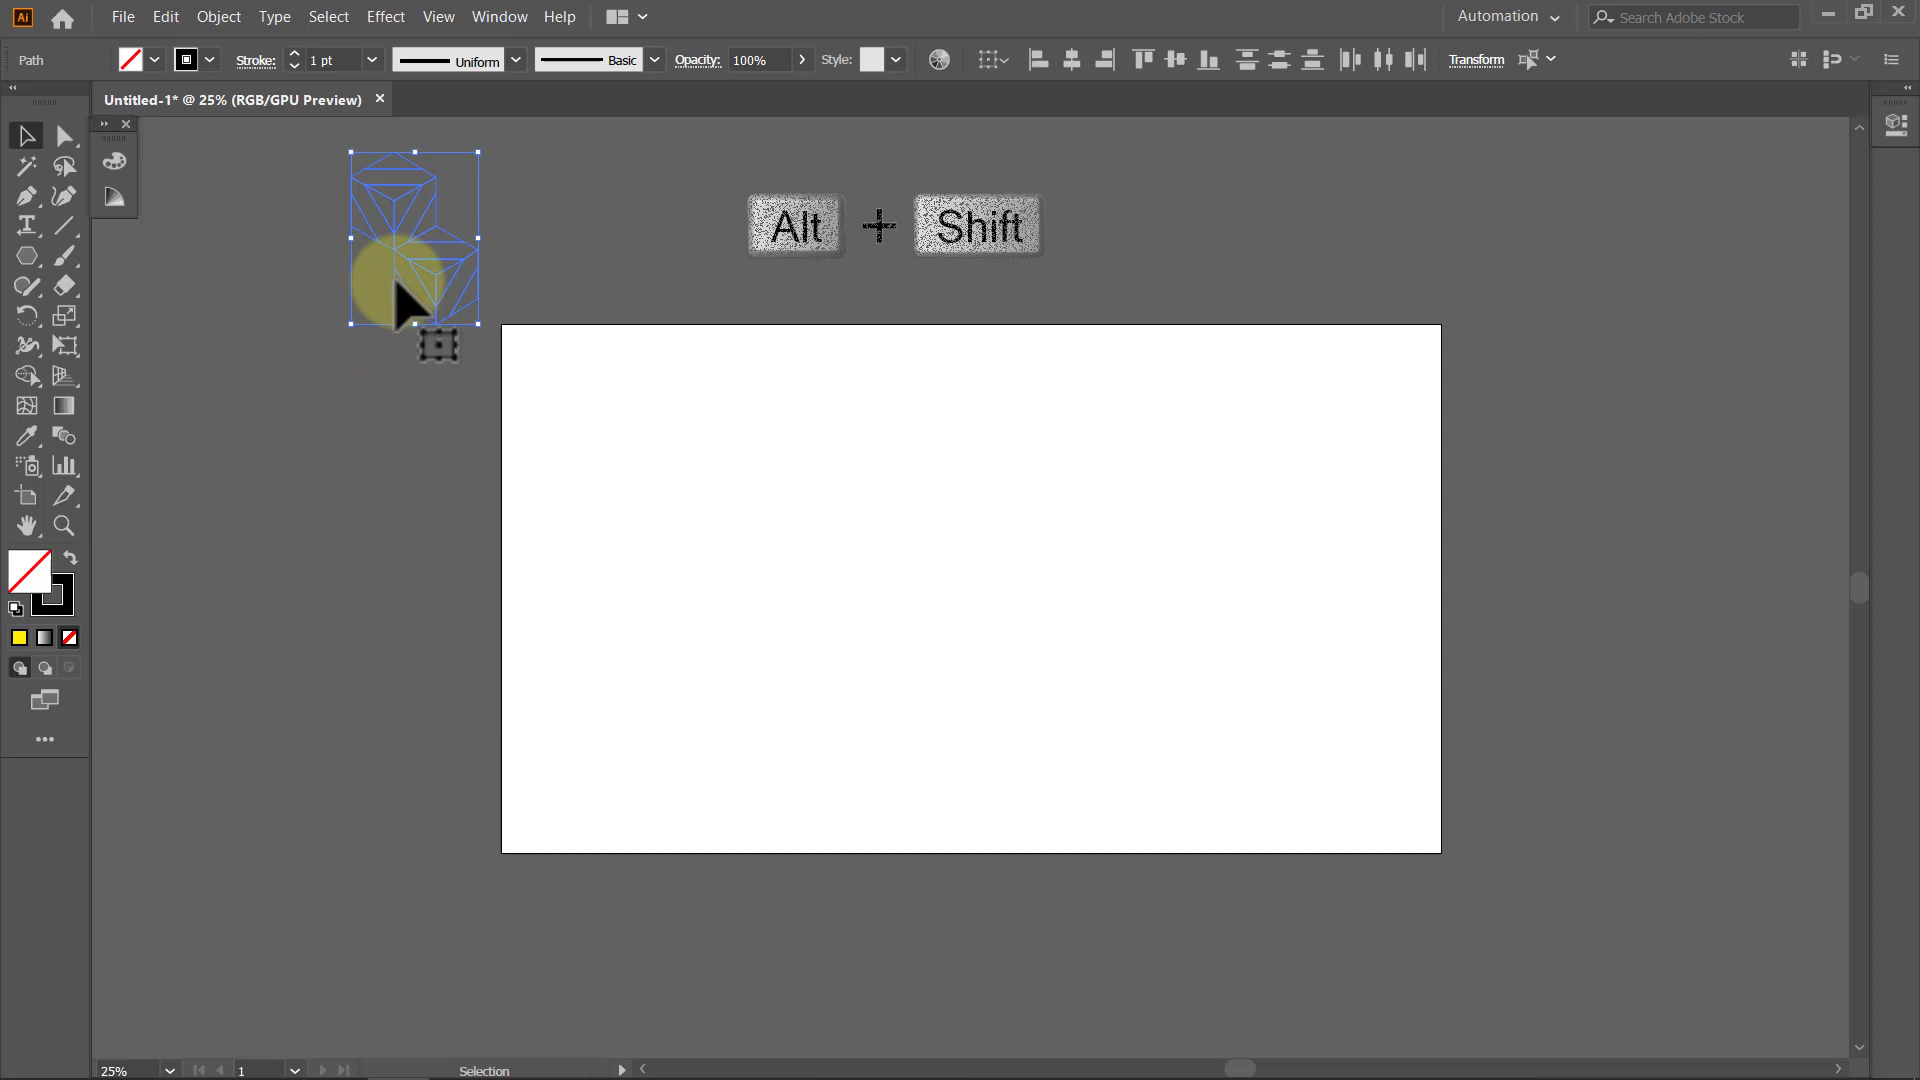 Ai File Edit Object Type Select Effect View Window Help Automation Search Adobe Stock
Path Stroke: 1 pt Uniform Basic Opacity: 100% Style: Transform
Untitled-1* @ 25% (RGB/GPU Preview)
Alt + Shift
25% 1 Selection